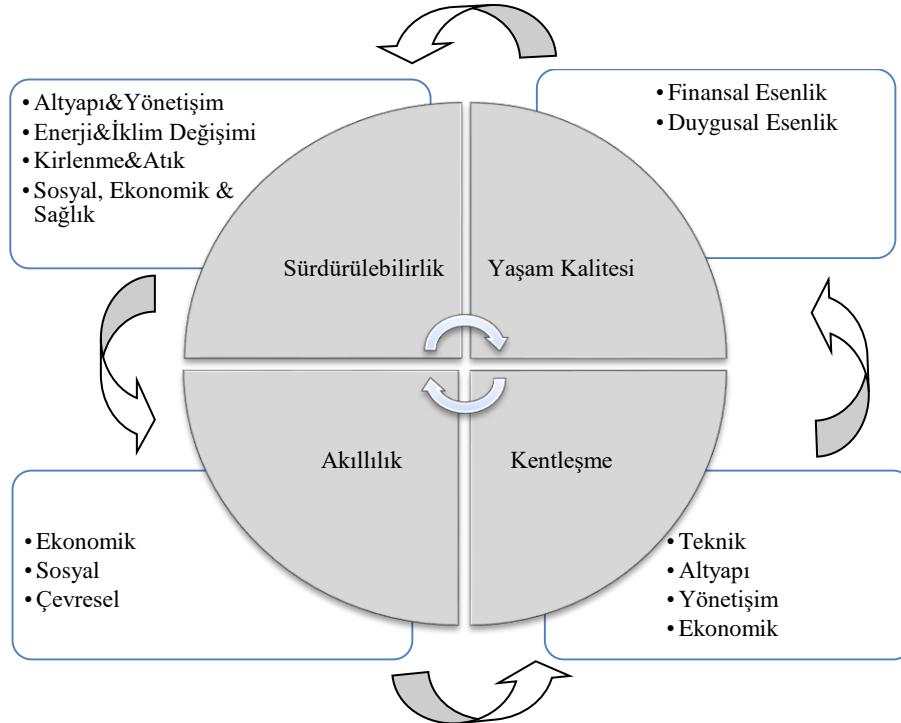 • Altyapı&Yönetişim
• Enerji&İklim Değişimi
• Kirlenme&Atık
• Sosyal, Ekonomik &
Sağlık
• Finansal Esenlik
• Duygusal Esenlik
Sürdürülebilirlik
Yaşam Kalitesi
Akıllılık
Kentleşme
• Ekonomik
• Sosyal
• Çevresel
• Teknik
• Altyapı
• Yönetişim
• Ekonomik